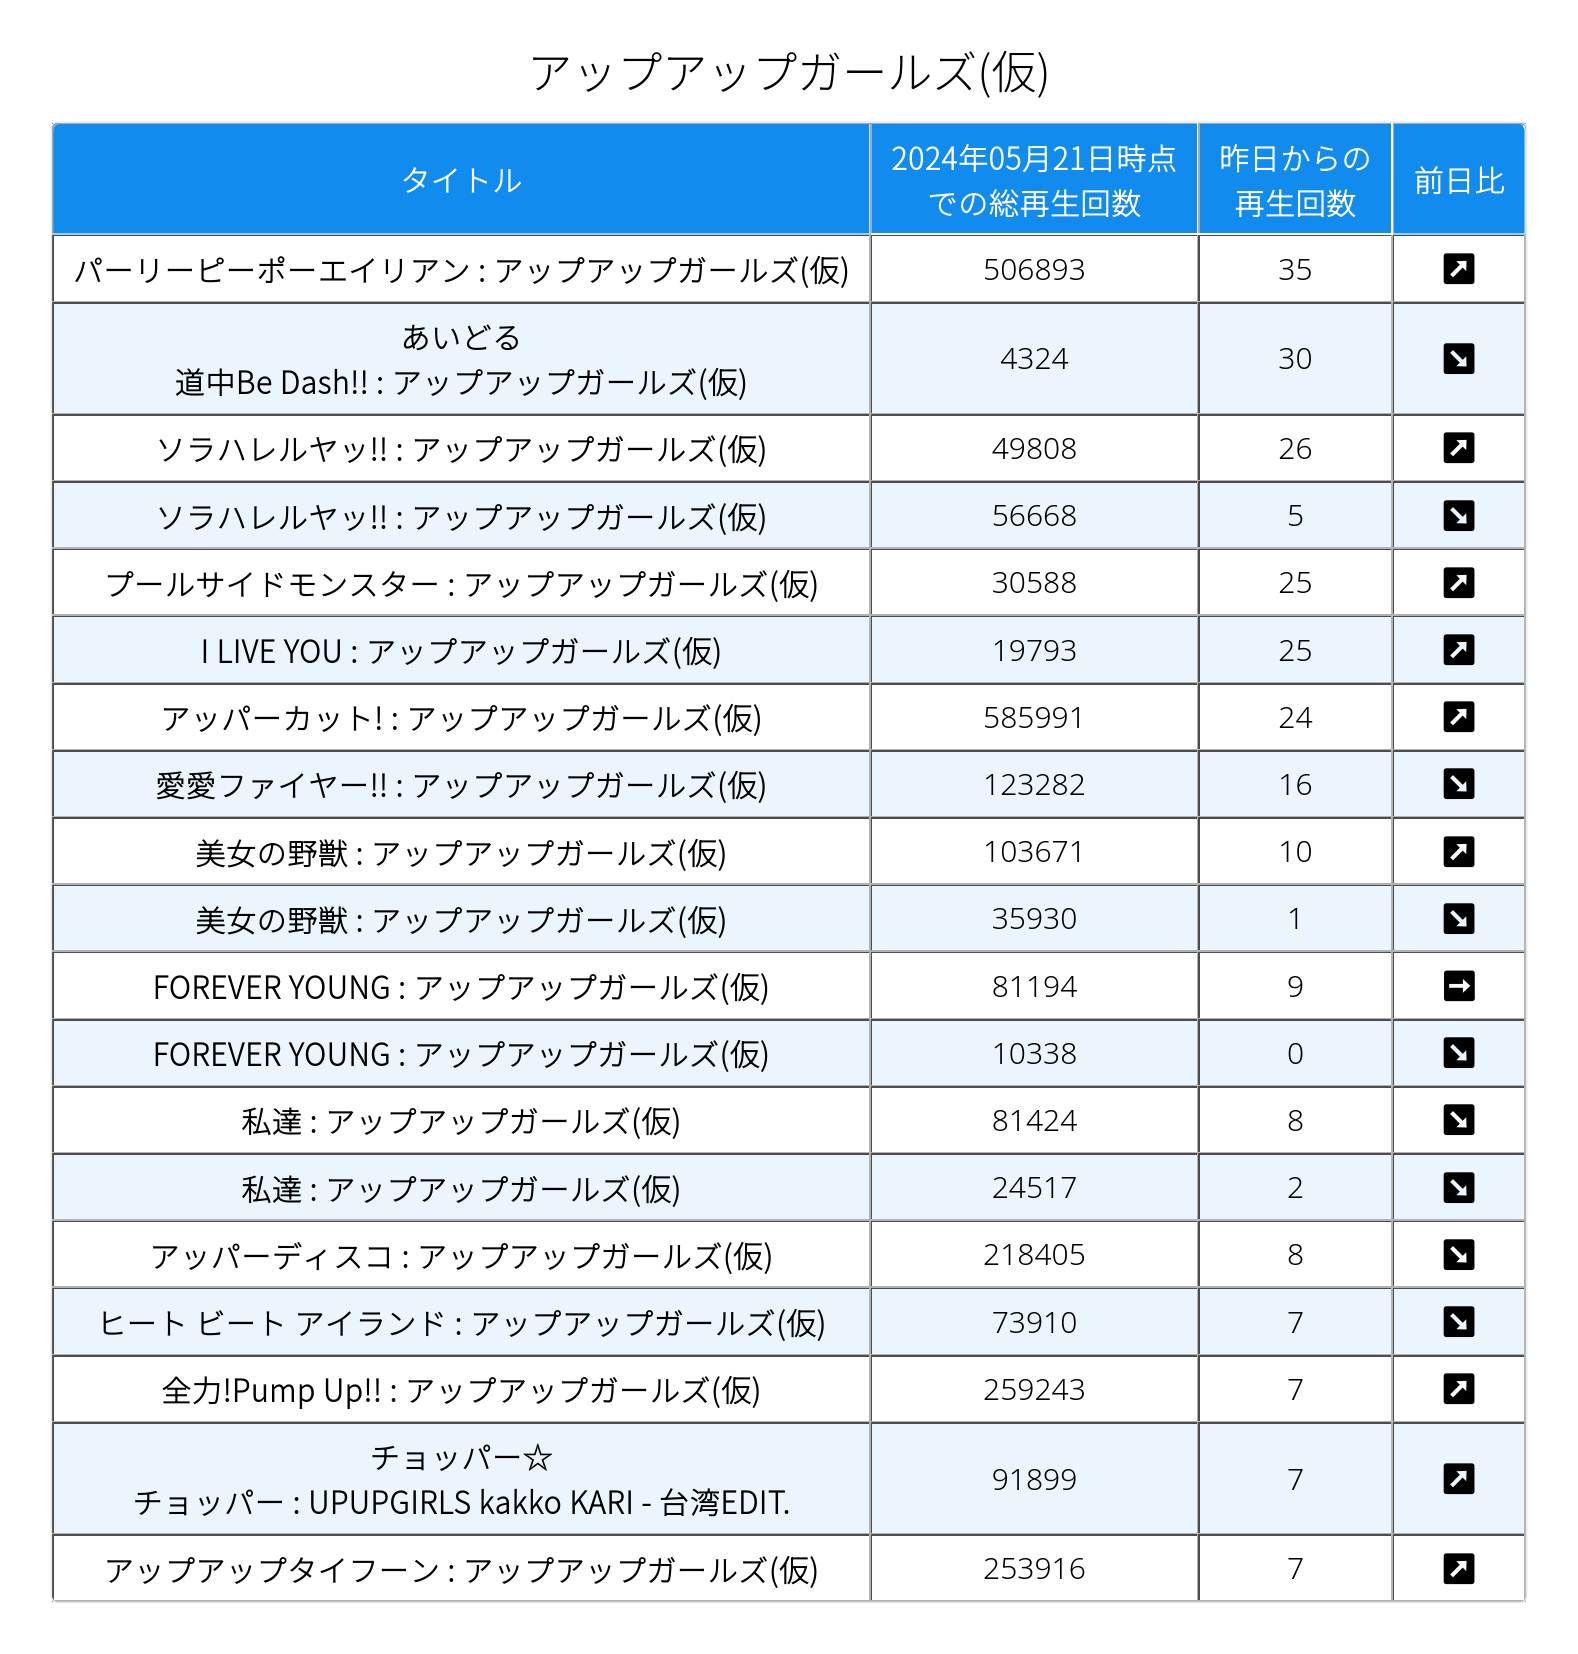 アップアップガールズ(仮)
タイトル
2024年05月21日時点
での総再生回数
昨日からの
再生回数
前日比
パーリーピーポーエイリアン : アップアップガールズ(仮) 506893 35 ↗
あいどる
道中Be Dash!! : アップアップガールズ(仮) 4324 30 ↘
ソラハレルヤッ!! : アップアップガールズ(仮) 49808 26 ↗
ソラハレルヤッ!! : アップアップガールズ(仮) 56668 5 ↘
プールサイドモンスター : アップアップガールズ(仮) 30588 25 ↗
I LIVE YOU : アップアップガールズ(仮) 19793 25 ↗
アッパーカット! : アップアップガールズ(仮) 585991 24 ↗
愛愛ファイヤー!! : アップアップガールズ(仮) 123282 16 ↘
美女の野獣 : アップアップガールズ(仮) 103671 10 ↗
美女の野獣 : アップアップガールズ(仮) 35930 1 ↘
FOREVER YOUNG : アップアップガールズ(仮) 81194 9 →
FOREVER YOUNG : アップアップガールズ(仮) 10338 0 ↘
私達 : アップアップガールズ(仮) 81424 8 ↘
私達 : アップアップガールズ(仮) 24517 2 ↘
アッパーディスコ : アップアップガールズ(仮) 218405 8 ↘
ヒート ビート アイランド : アップアップガールズ(仮) 73910 7 ↘
全力!Pump Up!! : アップアップガールズ(仮) 259243 7 ↗
チョッパー☆
チョッパー : UPUPGIRLS kakko KARI - 台湾EDIT. 91899 7 ↗
アップアップタイフーン : アップアップガールズ(仮) 253916 7 ↗